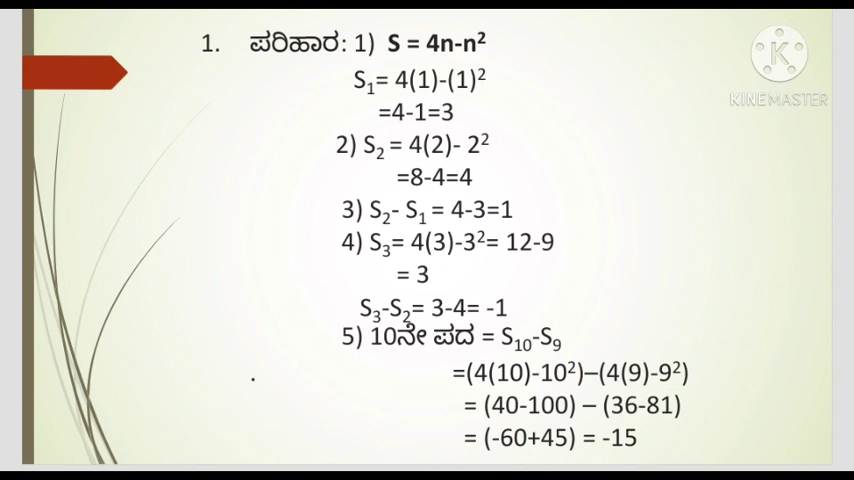 1. ಪರಿಹಾರ: 1) S = 4n-n²
S₁= 4(1)-(1)²
=4-1=3
2) S₂ = 4(2)- 2²
=8-4=4
3) S₂- S₁ = 4-3=1
4) S₃= 4(3)-3²= 12-9
= 3
S₃-S₂= 3-4= -1
5) 10ನೇ ಪದ = S₁₀-S₉
=(4(10)-10²)–(4(9)-9²)
= (40-100) – (36-81)
= (-60+45) = -15
KINEMASTER